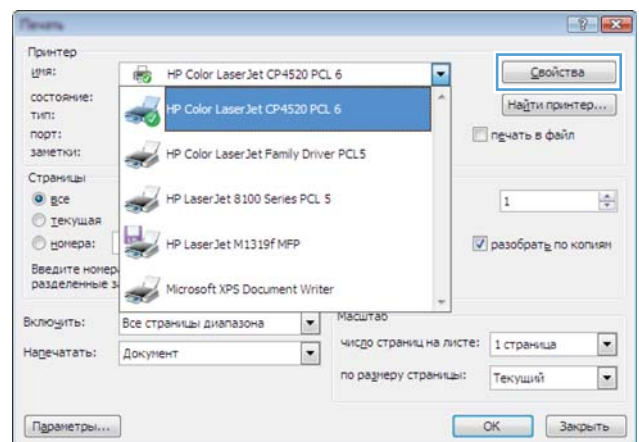 Печать
Принтер
имя:
HP Color LaserJet CP4520 PCL 6
Свойства
состояние:
HP Color LaserJet CP4520 PCL 6
Найти принтер...
тип:
порт:
HP Color LaserJet Family Driver PCL5
печать в файл
заметки:
Страницы
все
HP LaserJet 8100 Series PCL 5
1
текущая
номера:
HP LaserJet M1319f MFP
разобрать по копиям
Введите
разделенные
Microsoft XPS Document Writer
Включить:
Все страницы диапазона
Масштаб
число страниц на листе:
1 страница
Напечатать:
Документ
по размеру страницы:
Текущий
Параметры...
OK
Закрыть